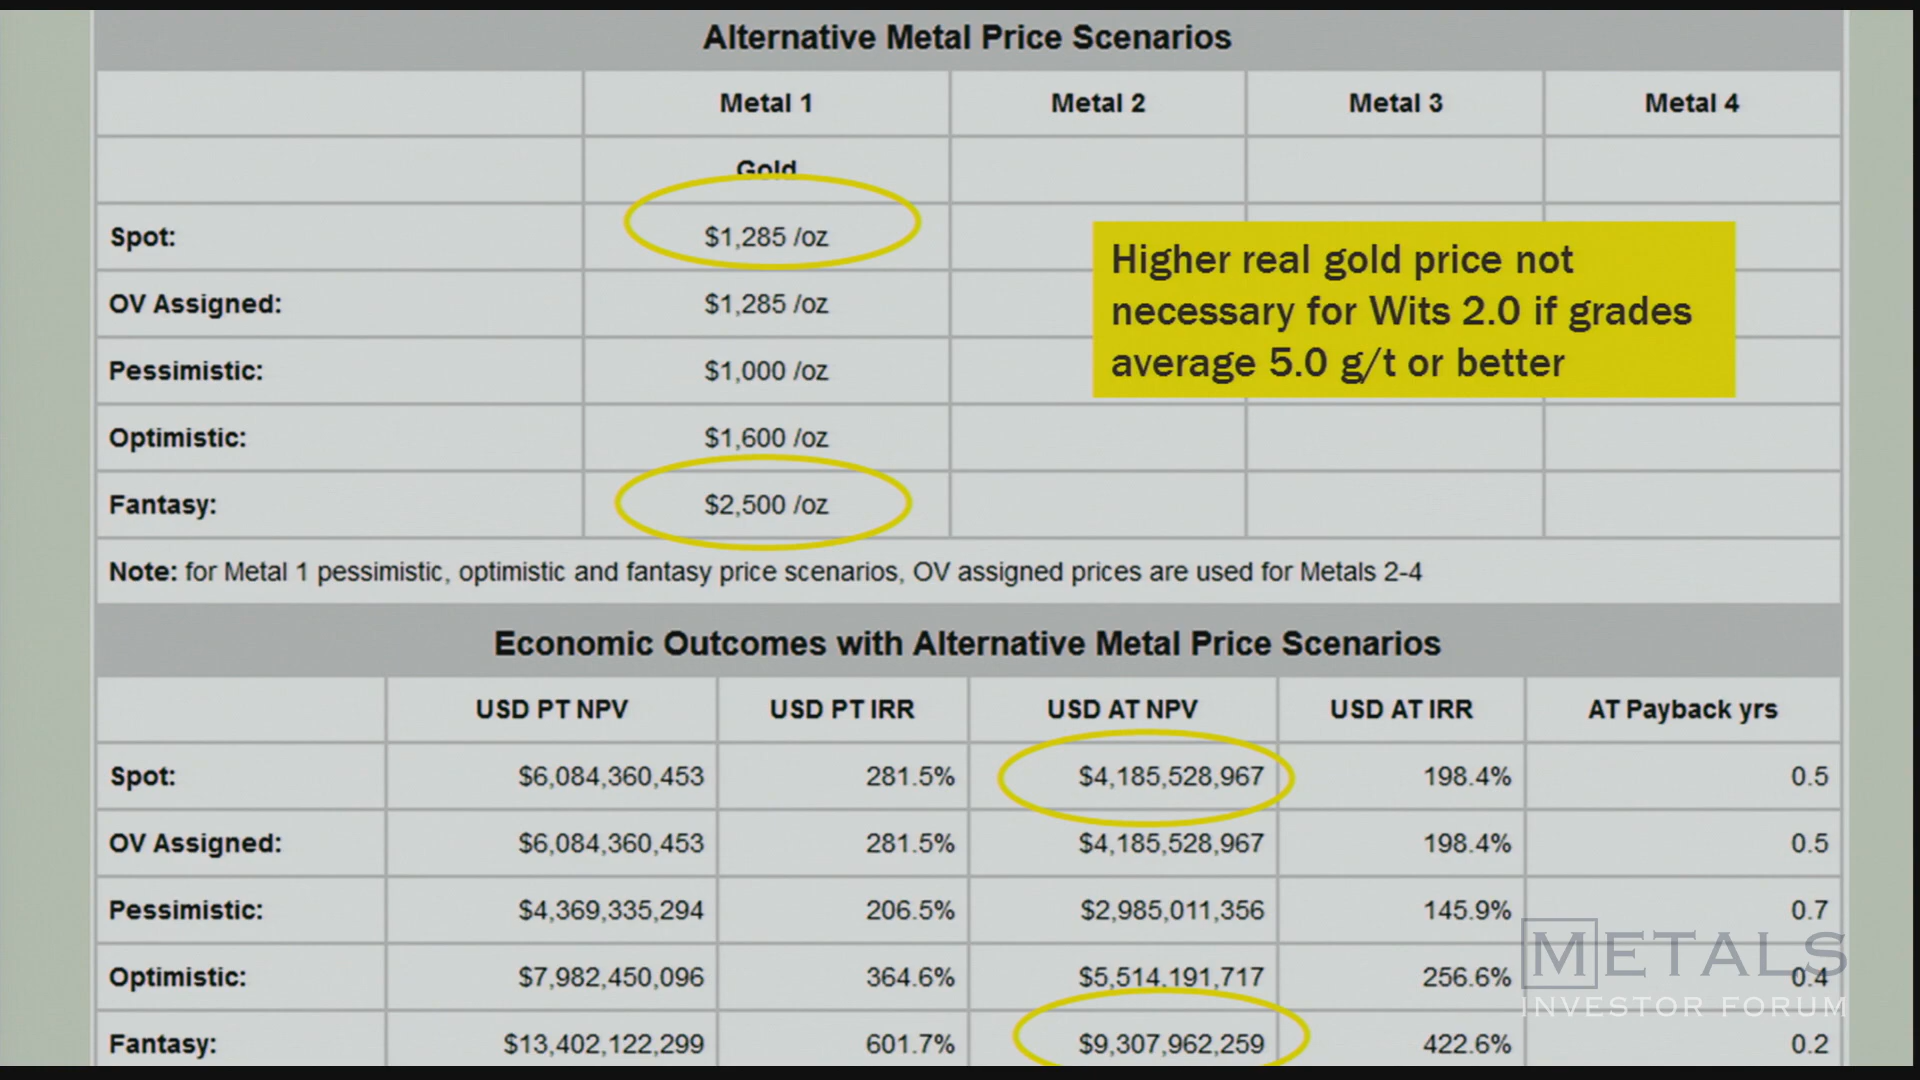 Alternative Metal Price Scenarios
Metal 1 Metal 2 Metal 3 Metal 4
Gold
Spot: $1,285 /oz
OV Assigned: $1,285 /oz
Pessimistic: $1,000 /oz
Optimistic: $1,600 /oz
Fantasy: $2,500 /oz
Higher real gold price not
necessary for Wits 2.0 if grades
average 5.0 g/t or better
Note: for Metal 1 pessimistic, optimistic and fantasy price scenarios, OV assigned prices are used for Metals 2-4
Economic Outcomes with Alternative Metal Price Scenarios
USD PT NPV USD PT IRR USD AT NPV USD AT IRR AT Payback yrs
Spot: $6,084,360,453 281.5% $4,185,528,967 198.4% 0.5
OV Assigned: $6,084,360,453 281.5% $4,185,528,967 198.4% 0.5
Pessimistic: $4,369,335,294 206.5% $2,985,011,356 145.9% 0.7
Optimistic: $7,982,450,096 364.6% $5,514,191,717 256.6% 0.4
Fantasy: $13,402,122,299 601.7% $9,307,962,259 422.6% 0.2
METALS
INVESTOR FORUM